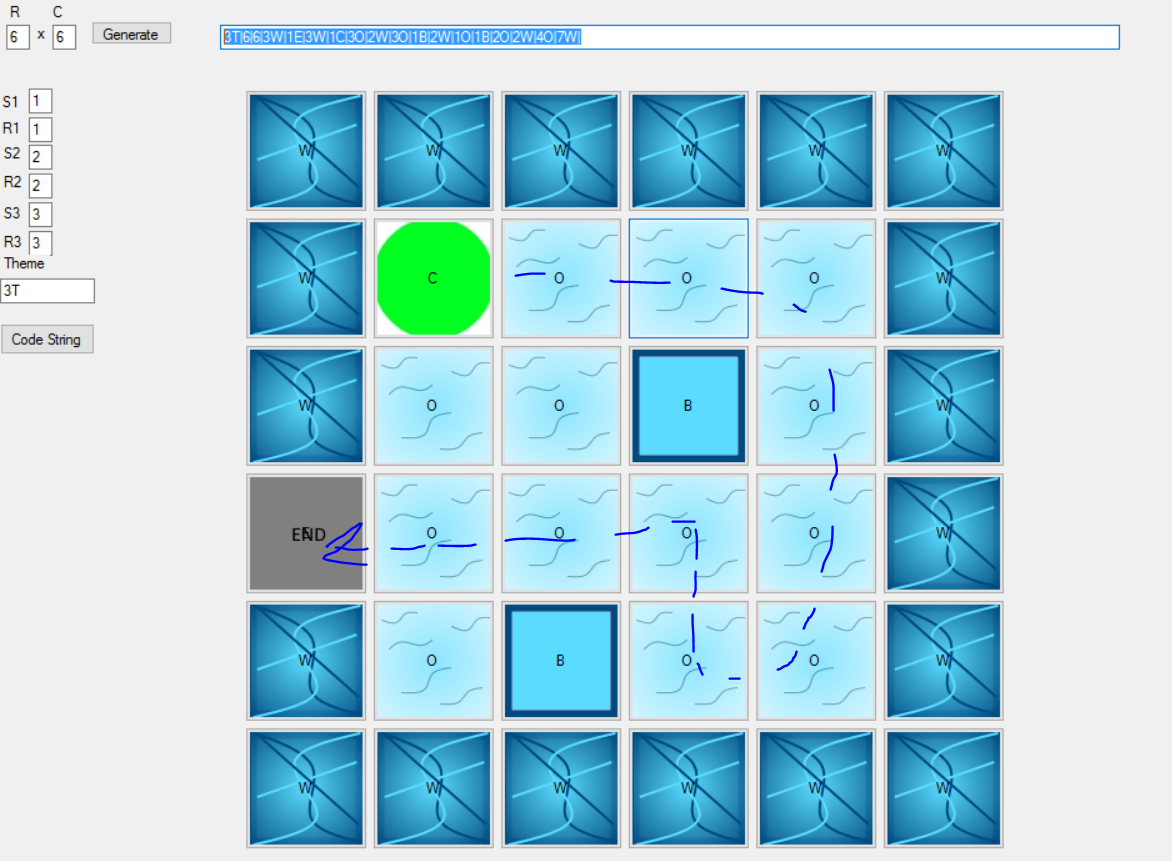 R C
6 x 6 Generate
3T|6|6|3W|1E|3W|1C|3O|2W|3O|1B|2W|1O|1B|2O|2W|4O|7W|
S1 1
R1 1
S2 2
R2 2
S3 3
R3 3
Theme
3T
Code String
W W W W W W
W C O O O W
W O O B O W
END O O O O W
W O B O O W
W W W W W W